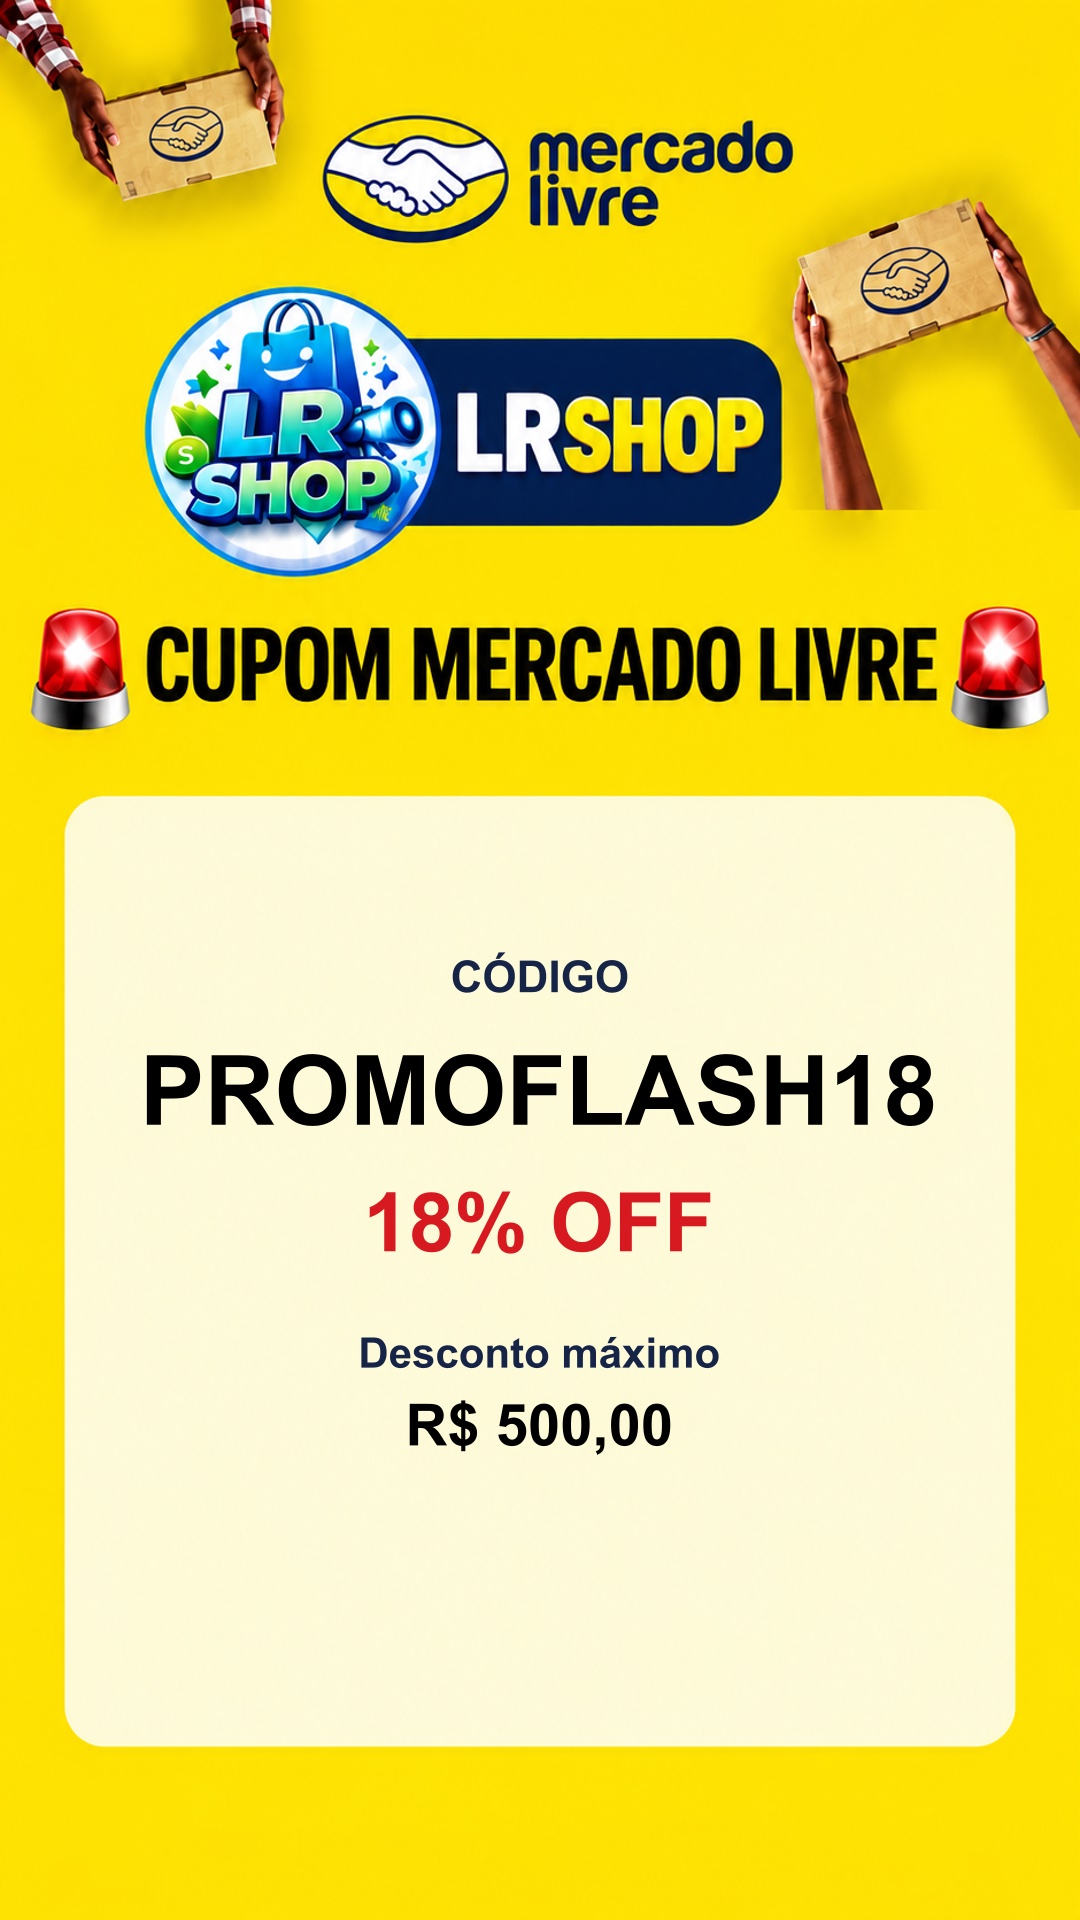 mercado
livre
LR
SHOP
S
LRSHOP
CUPOM MERCADO LIVRE
CÓDIGO
PROMOFLASH18
18% OFF
Desconto máximo
R$ 500,00